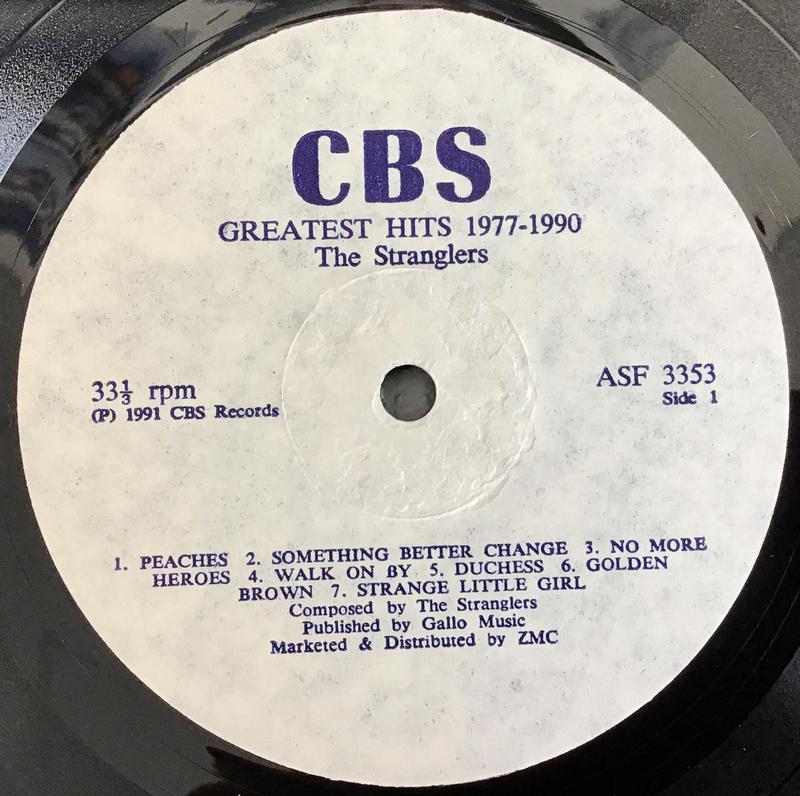 CBS
GREATEST HITS 1977-1990
The Stranglers
33⅓ rpm
(P) 1991 CBS Records
ASF 3353
Side 1
1. PEACHES 2. SOMETHING BETTER CHANGE 3. NO MORE
HEROES 4. WALK ON BY 5. DUCHESS 6. GOLDEN
BROWN 7. STRANGE LITTLE GIRL
Composed by The Stranglers
Published by Gallo Music
Marketed & Distributed by ZMC